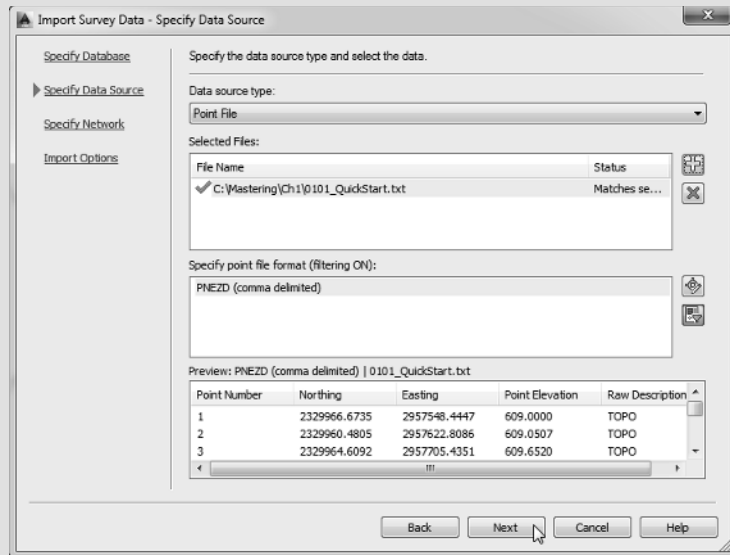 Import Survey Data - Specify Data Source
Specify Database
Specify Data Source
Specify Network
Import Options
Specify the data source type and select the data.
Data source type:
Point File
Selected Files:
File Name Status
C:\Mastering\Ch1\0101_QuickStart.txt Matches se...
Specify point file format (filtering ON):
PNEZD (comma delimited)
Preview: PNEZD (comma delimited) | 0101_QuickStart.txt
Point Number Northing Easting Point Elevation Raw Description
1 2329966.6735 2957548.4447 609.0000 TOPO
2 2329960.4805 2957622.8086 609.0507 TOPO
3 2329964.6092 2957705.4351 609.6520 TOPO
Back Next Cancel Help